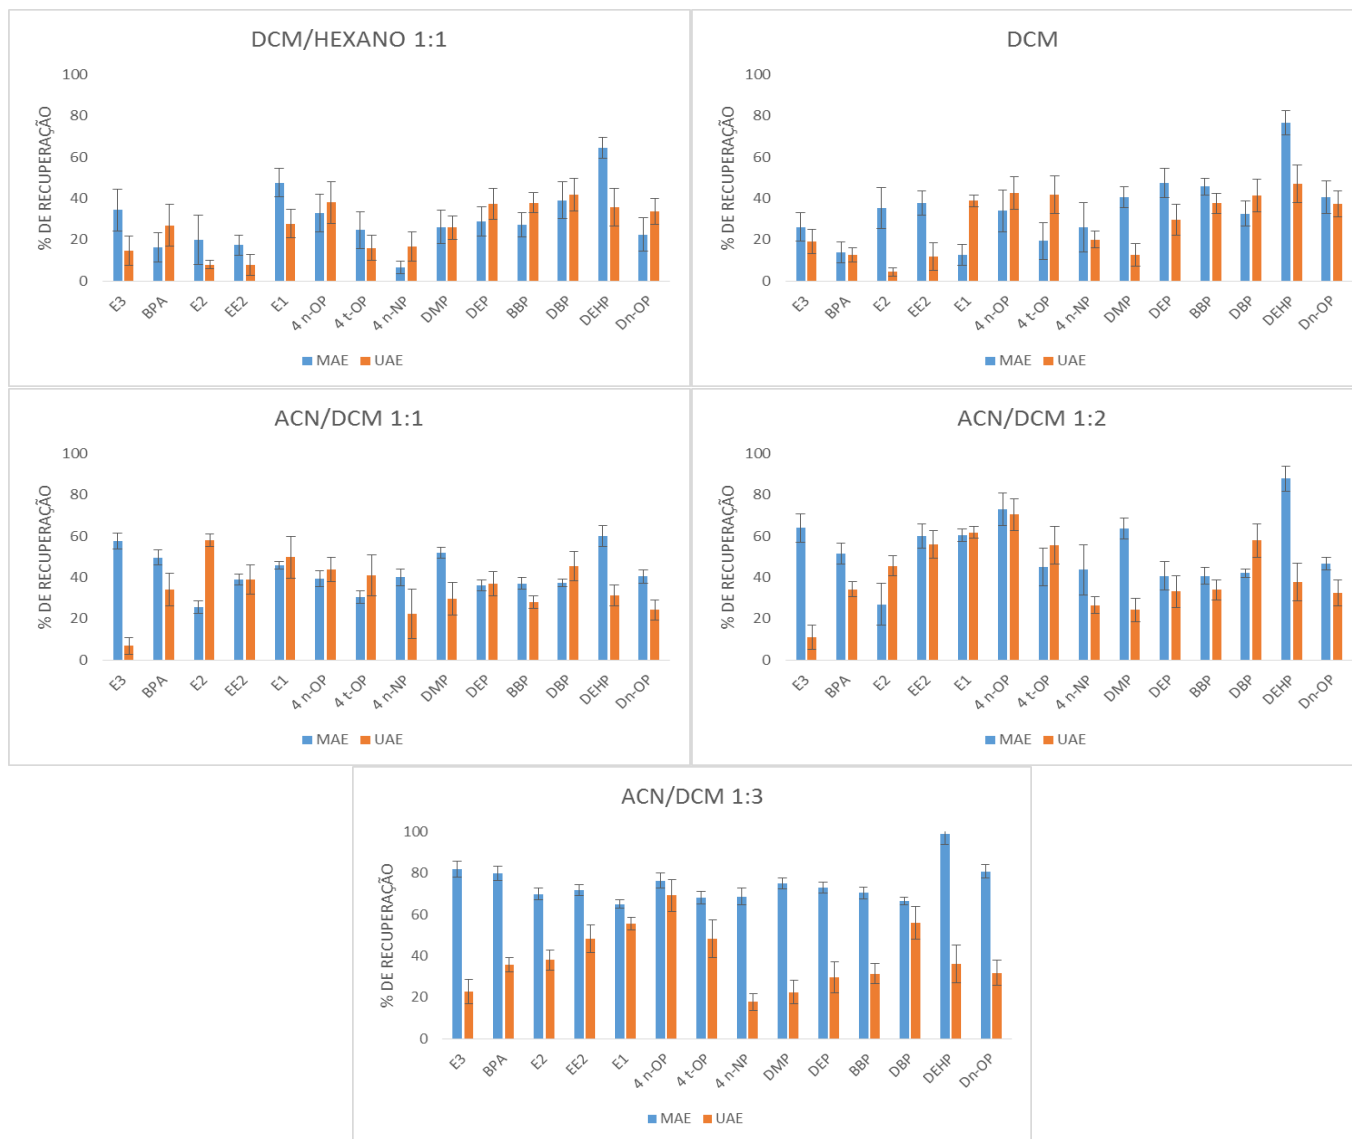 DCM/HEXANO 1:1
% DE RECUPERAÇÃO
100
80
60
40
20
0
E3 BPA E2 EE2 E1 4 n-OP 4 t-OP 4 n-NP DMP DEP BBP DBP DEHP Dn-OP
MAE UAE
DCM
% DE RECUPERAÇÃO
100
80
60
40
20
0
E3 BPA E2 EE2 E1 4 n-OP 4 t-OP 4 n-NP DMP DEP BBP DBP DEHP Dn-OP
MAE UAE
ACN/DCM 1:1
% DE RECUPERAÇÃO
100
80
60
40
20
0
E3 BPA E2 EE2 E1 4 n-OP 4 t-OP 4 n-NP DMP DEP BBP DBP DEHP Dn-OP
MAE UAE
ACN/DCM 1:2
% DE RECUPERAÇÃO
100
80
60
40
20
0
E3 BPA E2 EE2 E1 4 n-OP 4 t-OP 4 n-NP DMP DEP BBP DBP DEHP Dn-OP
MAE UAE
ACN/DCM 1:3
% DE RECUPERAÇÃO
100
80
60
40
20
0
E3 BPA E2 EE2 E1 4 n-OP 4 t-OP 4 n-NP DMP DEP BBP DBP DEHP Dn-OP
MAE UAE